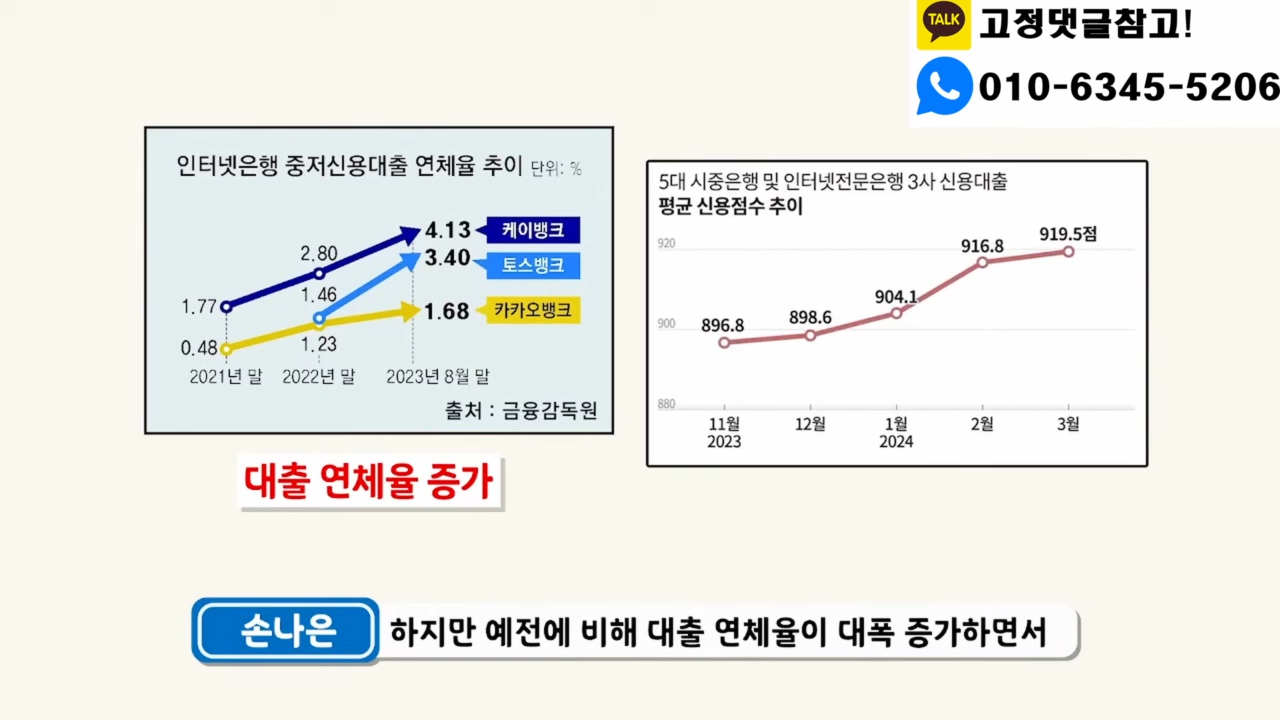 TALK 고정댓글참고!
010-6345-5206
인터넷은행 중저신용대출 연체율 추이 단위: %
4.13 케이뱅크
2.80
3.40 토스뱅크
1.77
1.46
1.68 카카오뱅크
0.48
1.23
2021년 말 2022년 말 2023년 8월 말
출처 : 금융감독원
대출 연체율 증가
5대 시중은행 및 인터넷전문은행 3사 신용대출
평균 신용점수 추이
920
919.5점
916.8
904.1
900
898.6
896.8
880
11월 12월 1월 2월 3월
2023 2024
손나은 하지만 예전에 비해 대출 연체율이 대폭 증가하면서